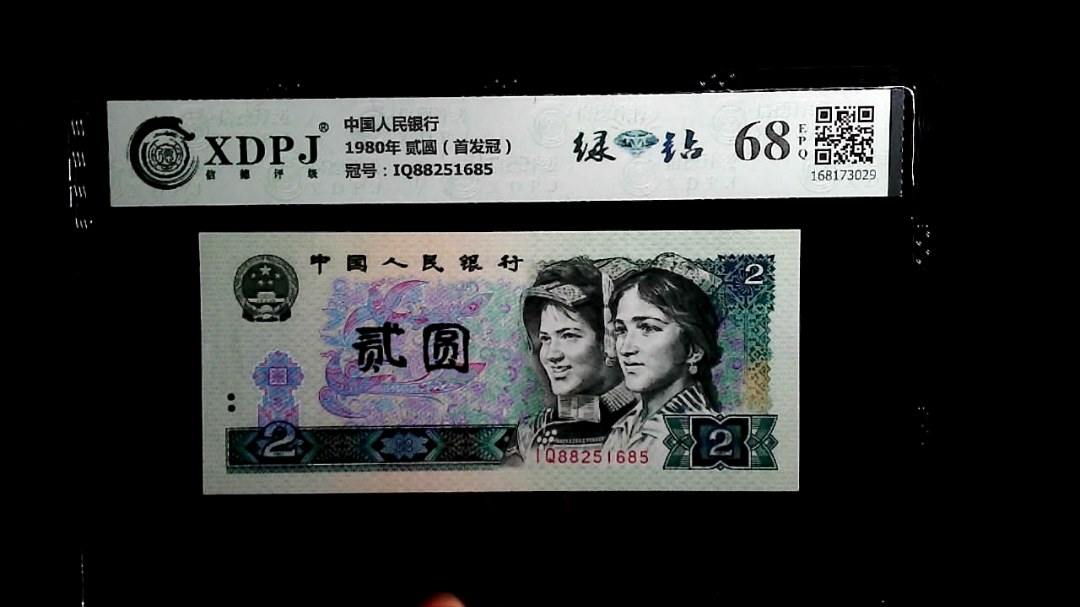 XDPJ®
信德评级
中国人民银行
1980年 贰圆（首发冠）
冠号：IQ88251685
绿钻
68
EPQ
168173029
中国人民银行
2
贰圆
2
IQ88251685
2